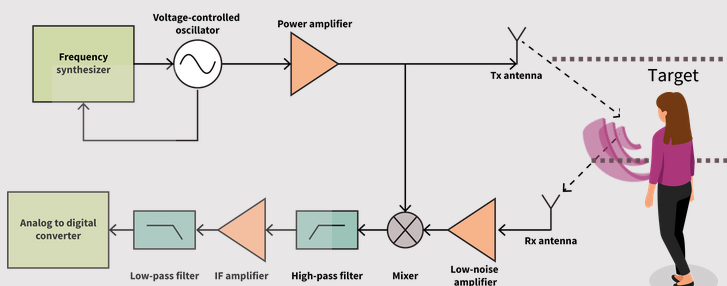 Voltage-controlled
oscillator
Power amplifier
Frequency
synthesizer
Tx antenna
Target
Analog to digital
converter
Rx antenna
Low-pass filter
IF amplifier
High-pass filter
Mixer
Low-noise
amplifier